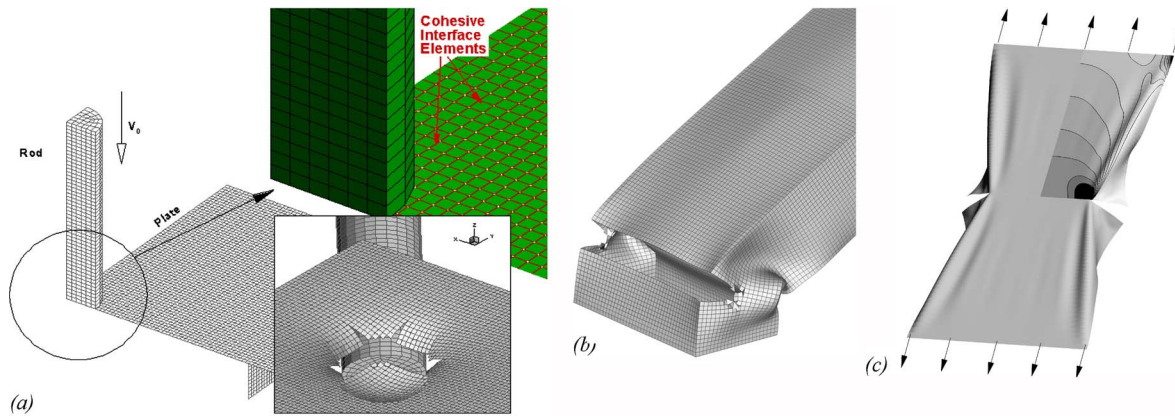 Cohesive
Interface
Elements
V0
Rod
Plate
Z
X
Y
(a)
(b)
(c)